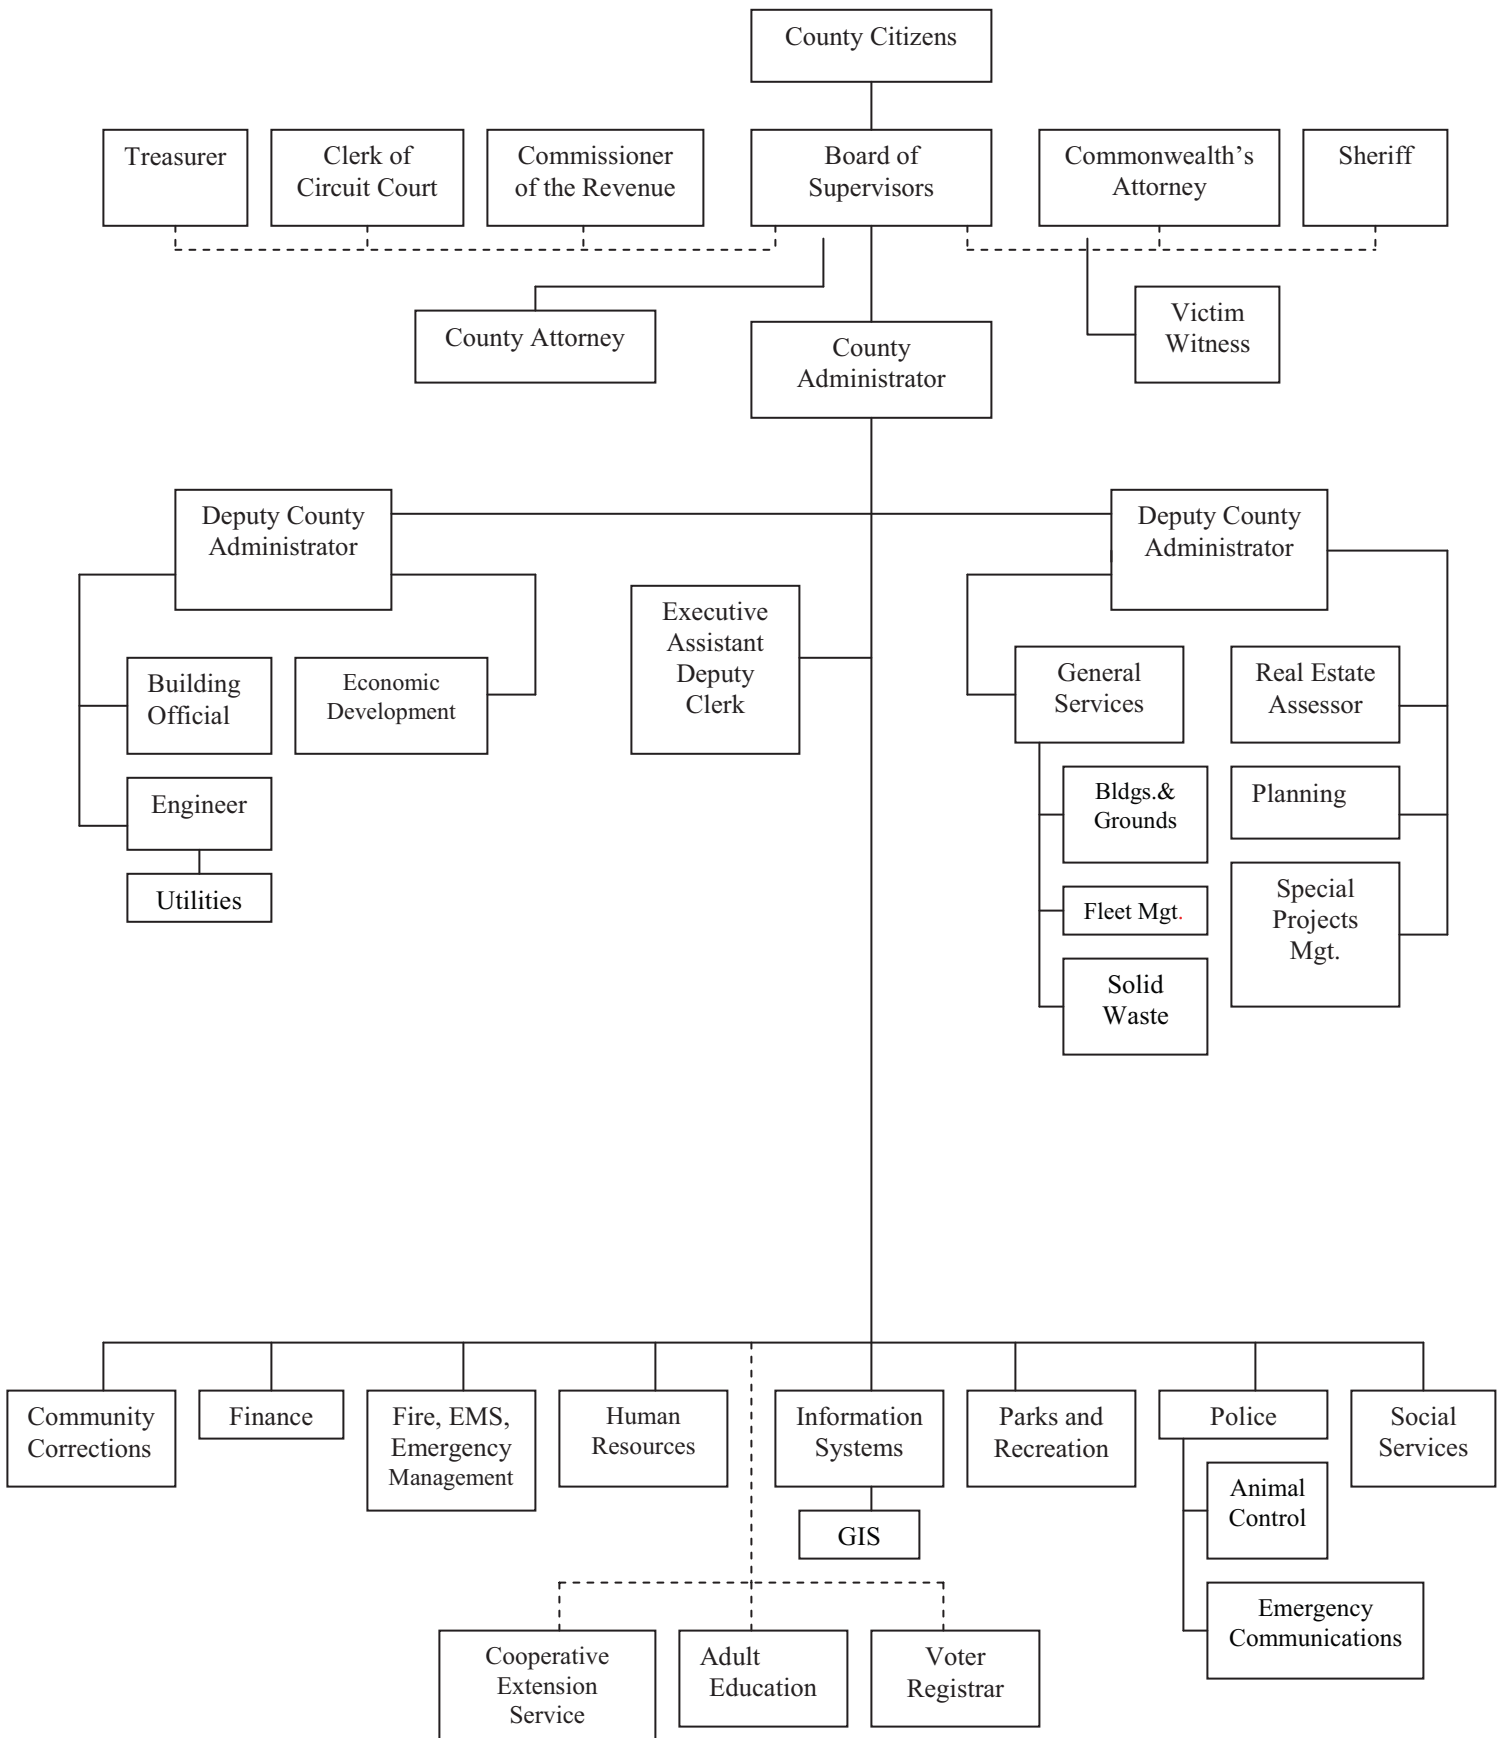 County Citizens
Treasurer
Clerk of
Circuit Court
Commissioner
of the Revenue
Board of
Supervisors
Commonwealth’s
Attorney
Sheriff
County Attorney
County
Administrator
Victim
Witness
Deputy County
Administrator
Deputy County
Administrator
Building
Official
Economic
Development
Executive
Assistant
Deputy
Clerk
General
Services
Real Estate
Assessor
Engineer
Utilities
Bldgs.&
Grounds
Planning
Fleet Mgt.
Special
Projects
Mgt.
Solid
Waste
Community
Corrections
Finance
Fire, EMS,
Emergency
Management
Human
Resources
Information
Systems
Parks and
Recreation
Police
Social
Services
GIS
Animal
Control
Emergency
Communications
Cooperative
Extension
Service
Adult
Education
Voter
Registrar